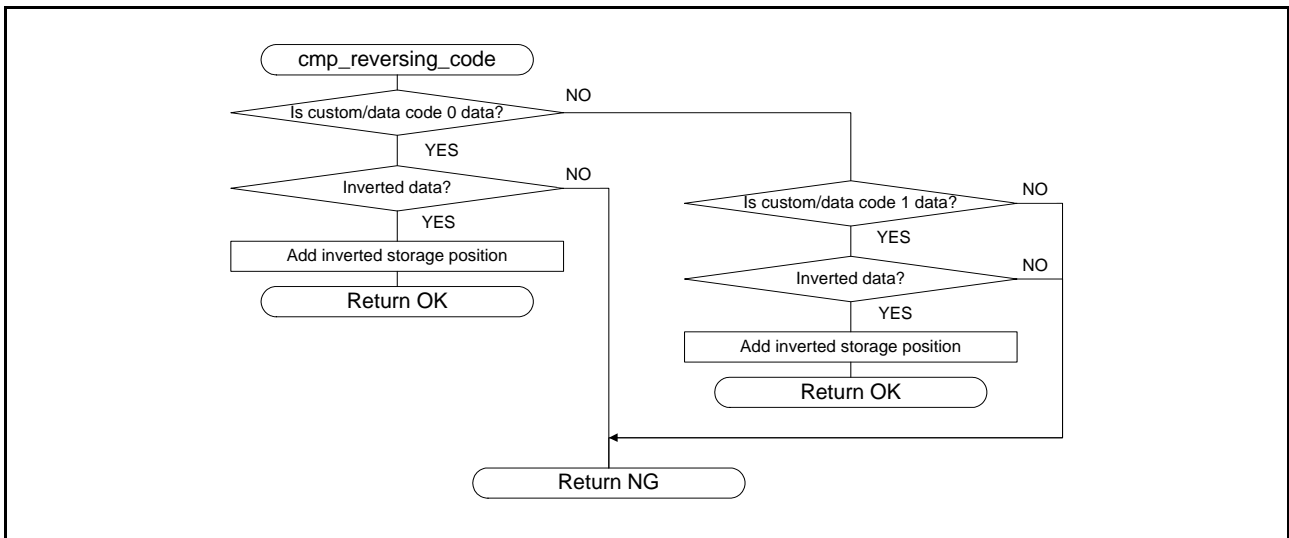 cmp_reversing_code
Is custom/data code 0 data?
NO
YES
Inverted data?
NO
YES
Add inverted storage position
Return OK
Is custom/data code 1 data?
NO
YES
Inverted data?
NO
YES
Add inverted storage position
Return OK
Return NG